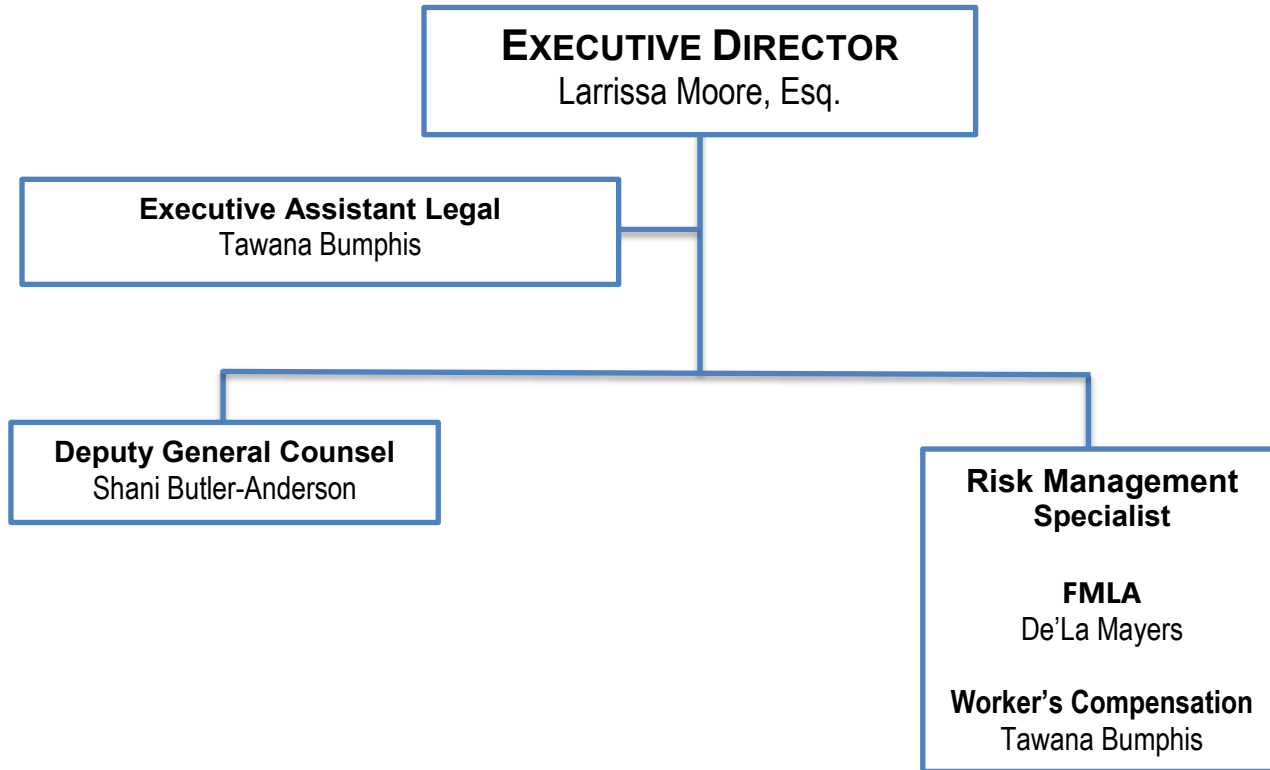 EXECUTIVE DIRECTOR
Larrissa Moore, Esq.
Executive Assistant Legal
Tawana Bumphis
Deputy General Counsel
Shani Butler-Anderson
Risk Management
Specialist
FMLA
De’La Mayers
Worker’s Compensation
Tawana Bumphis